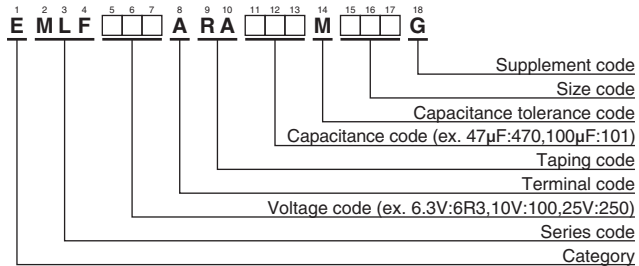 1 2 3 4 5 6 7 8 9 10 11 12 13 14 15 16 17 18
E M L F A R A M G
Supplement code
Size code
Capacitance tolerance code
Capacitance code (ex. 47µF:470,100µF:101)
Taping code
Terminal code
Voltage code (ex. 6.3V:6R3,10V:100,25V:250)
Series code
Category